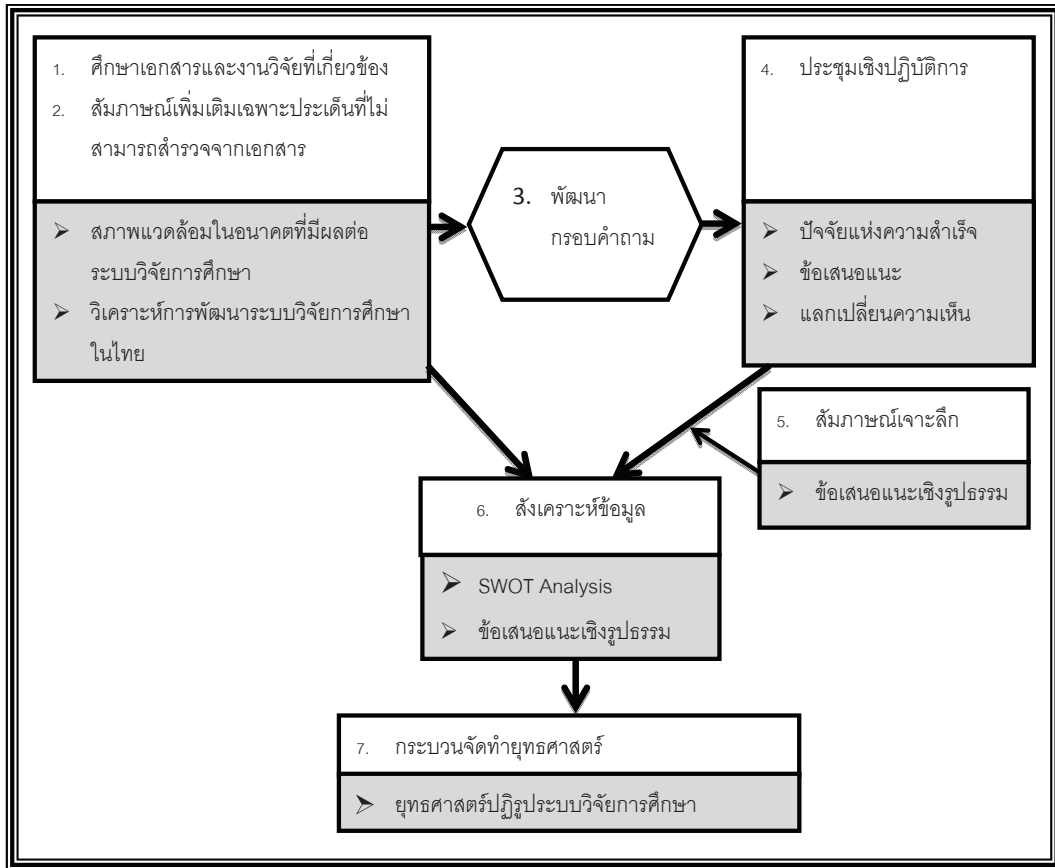 1. ศึกษาเอกสารและงานวิจัยที่เกี่ยวข้อง
2. สัมภาษณ์เพิ่มเติมเฉพาะประเด็นที่ไม่
สามารถสำรวจจากเอกสาร
➢ สภาพแวดล้อมในอนาคตที่มีผลต่อ
ระบบวิจัยการศึกษา
➢ วิเคราะห์การพัฒนาระบบวิจัยการศึกษา
ในไทย
3. พัฒนา
กรอบคำถาม
4. ประชุมเชิงปฏิบัติการ
➢ ปัจจัยแห่งความสำเร็จ
➢ ข้อเสนอแนะ
➢ แลกเปลี่ยนความเห็น
5. สัมภาษณ์เจาะลึก
➢ ข้อเสนอแนะเชิงรูปธรรม
6. สังเคราะห์ข้อมูล
➢ SWOT Analysis
➢ ข้อเสนอแนะเชิงรูปธรรม
7. กระบวนจัดทำยุทธศาสตร์
➢ ยุทธศาสตร์ปฏิรูประบบวิจัยการศึกษา